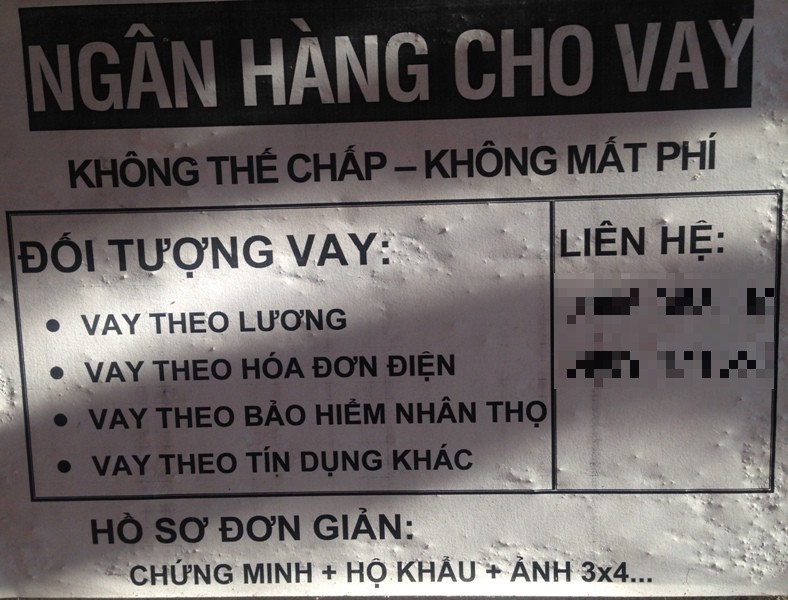 NGÂN HÀNG CHO VAY
KHÔNG THẾ CHẤP – KHÔNG MẤT PHÍ
ĐỐI TƯỢNG VAY:
• VAY THEO LƯƠNG
• VAY THEO HÓA ĐƠN ĐIỆN
• VAY THEO BẢO HIỂM NHÂN THỌ
• VAY THEO TÍN DỤNG KHÁC
LIÊN HỆ:
HỒ SƠ ĐƠN GIẢN:
CHỨNG MINH + HỘ KHẨU + ẢNH 3x4...